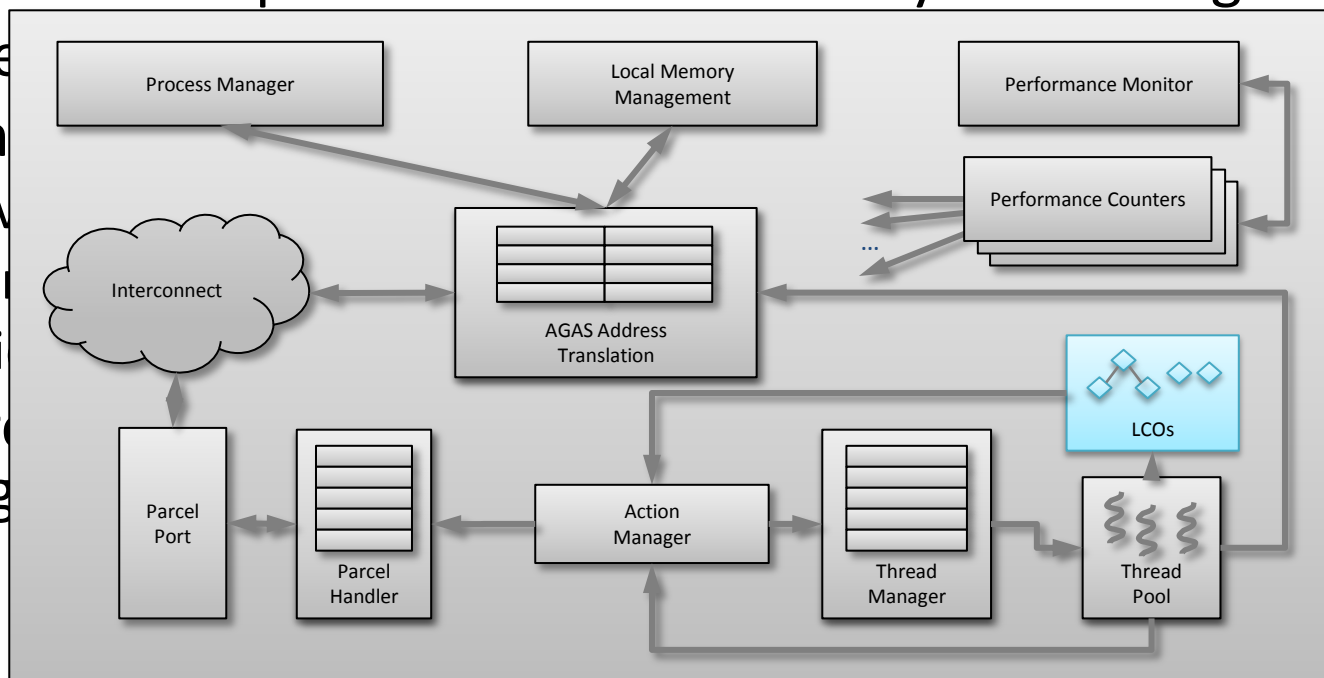 Process Manager
Local Memory
Management
Performance Monitor
Performance Counters
...
Interconnect
AGAS Address
Translation
LCOs
Parcel
Port
Parcel
Handler
Action
Manager
Thread
Manager
Thread
Pool